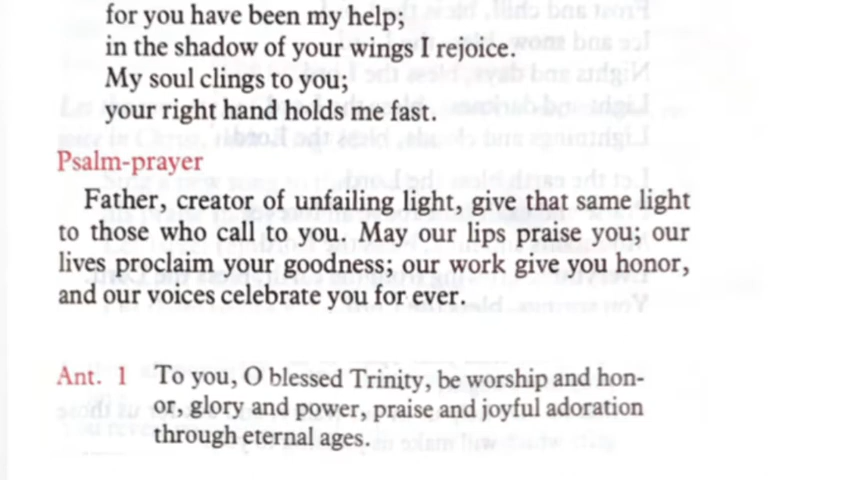 for you have been my help;
in the shadow of your wings I rejoice.
My soul clings to you;
your right hand holds me fast.
Psalm-prayer
Father, creator of unfailing light, give that same light
to those who call to you. May our lips praise you; our
lives proclaim your goodness; our work give you honor,
and our voices celebrate you for ever.
Ant. 1 To you, O blessed Trinity, be worship and hon-
or, glory and power, praise and joyful adoration
through eternal ages.